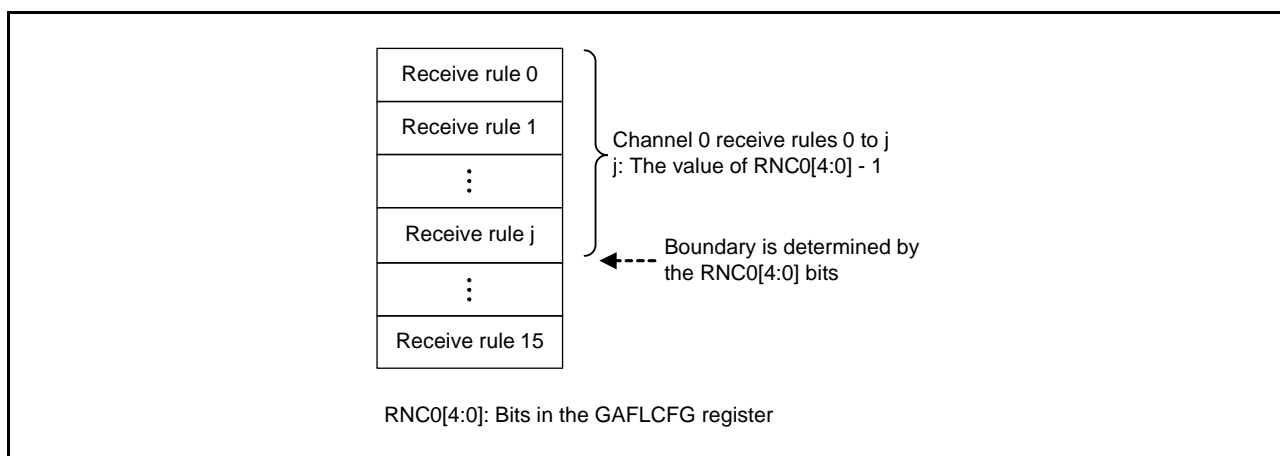 Receive rule 0
Receive rule 1
Channel 0 receive rules 0 to j
j: The value of RNC0[4:0] - 1
Receive rule j
Boundary is determined by
the RNC0[4:0] bits
Receive rule 15
RNC0[4:0]: Bits in the GAFLCFG register